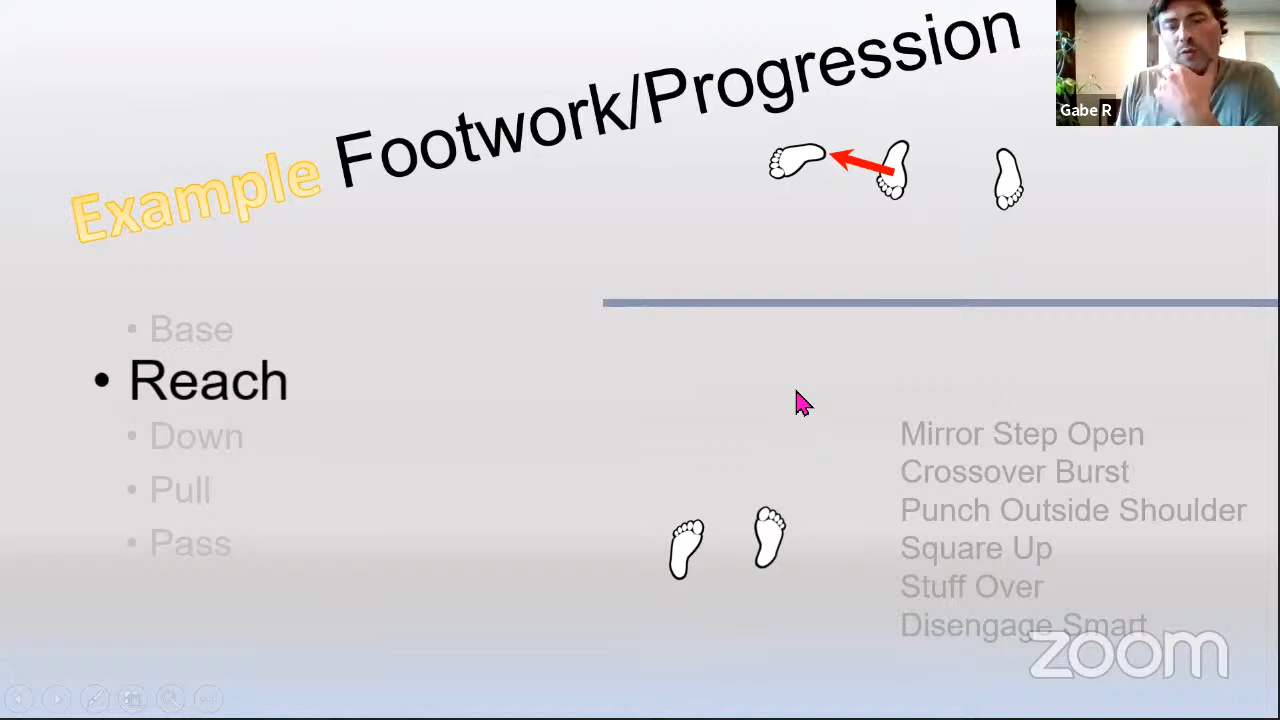 Example Footwork/Progression
Gabe R
• Base
• Reach
• Down
• Pull
• Pass
Mirror Step Open
Crossover Burst
Punch Outside Shoulder
Square Up
Stuff Over
Disengage Smart
zoom